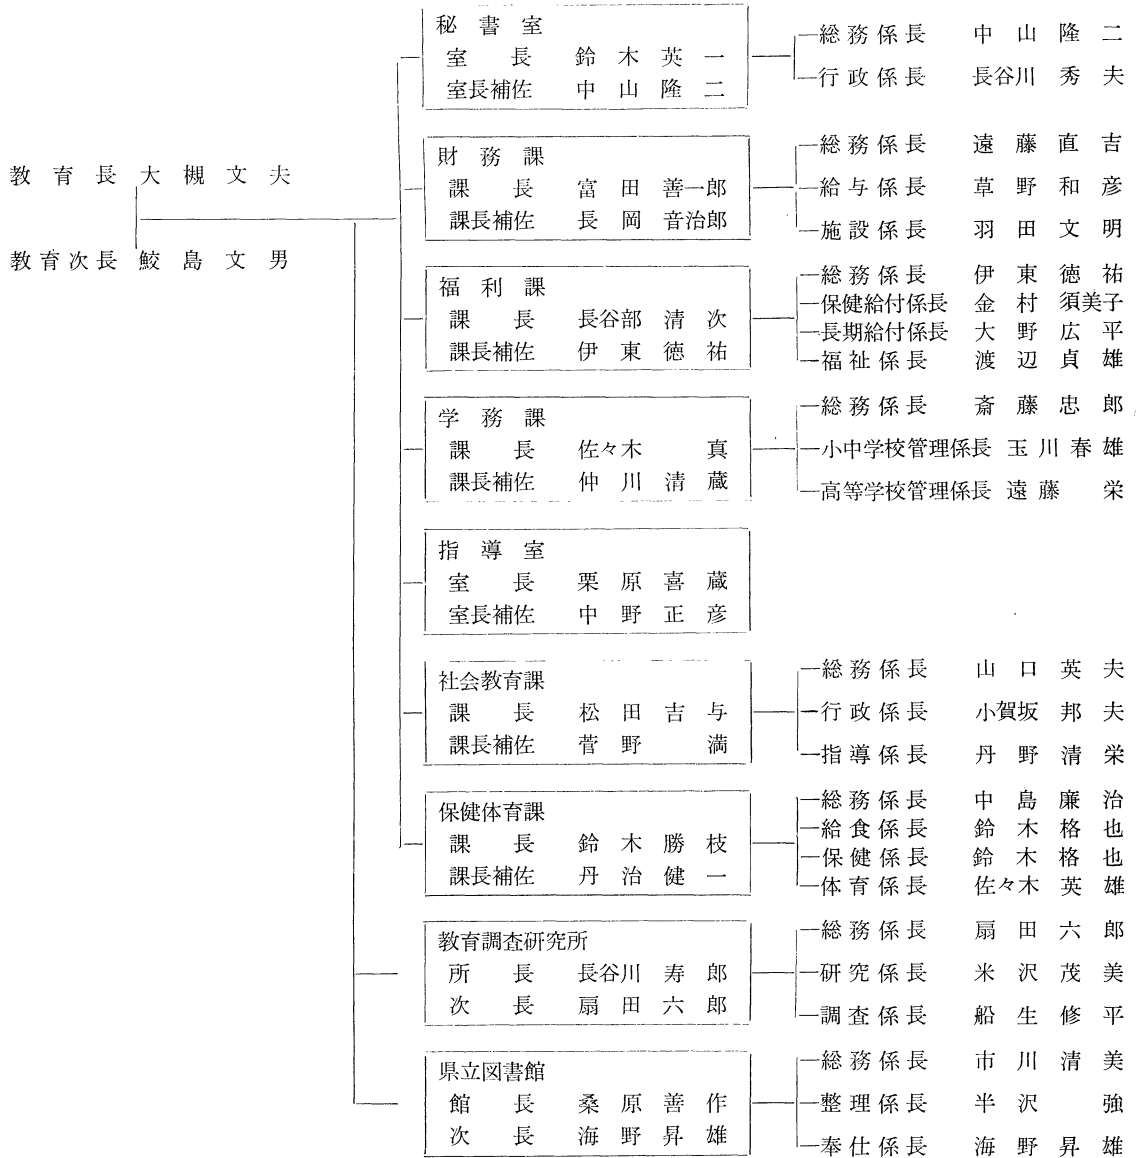 教育長 大槻文夫
教育次長 鮫島文男
秘書室
室長 鈴木英一
室長補佐 中山隆二
総務係長 中山隆二
行政係長 長谷川秀夫
財務課
課長 富田善一郎
課長補佐 長岡音治郎
総務係長 遠藤直吉
給与係長 草野和彦
施設係長 羽田文明
福利課
課長 長谷部清次
課長補佐 伊東徳祐
総務係長 伊東徳祐
保健給付係長 金村須美子
長期給付係長 大野広平
福祉係長 渡辺貞雄
学務課
課長 佐々木真
課長補佐 仲川清蔵
総務係長 斎藤忠郎
小中学校管理係長 玉川春雄
高等学校管理係長 遠藤栄
指導室
室長 栗原喜蔵
室長補佐 中野正彦
社会教育課
課長 松田吉与
課長補佐 菅野満
総務係長 山口英夫
行政係長 小賀坂邦夫
指導係長 丹野清栄
保健体育課
課長 鈴木勝枝
課長補佐 丹治健一
総務係長 中島廉治
給食係長 鈴木格也
保健係長 鈴木格也
体育係長 佐々木英雄
教育調査研究所
所長 長谷川寿郎
次長 扇田六郎
総務係長 扇田六郎
研究係長 米沢茂美
調査係長 船生修平
県立図書館
館長 桑原善作
次長 海野昇雄
総務係長 市川清美
整理係長 半沢強
奉仕係長 海野昇雄